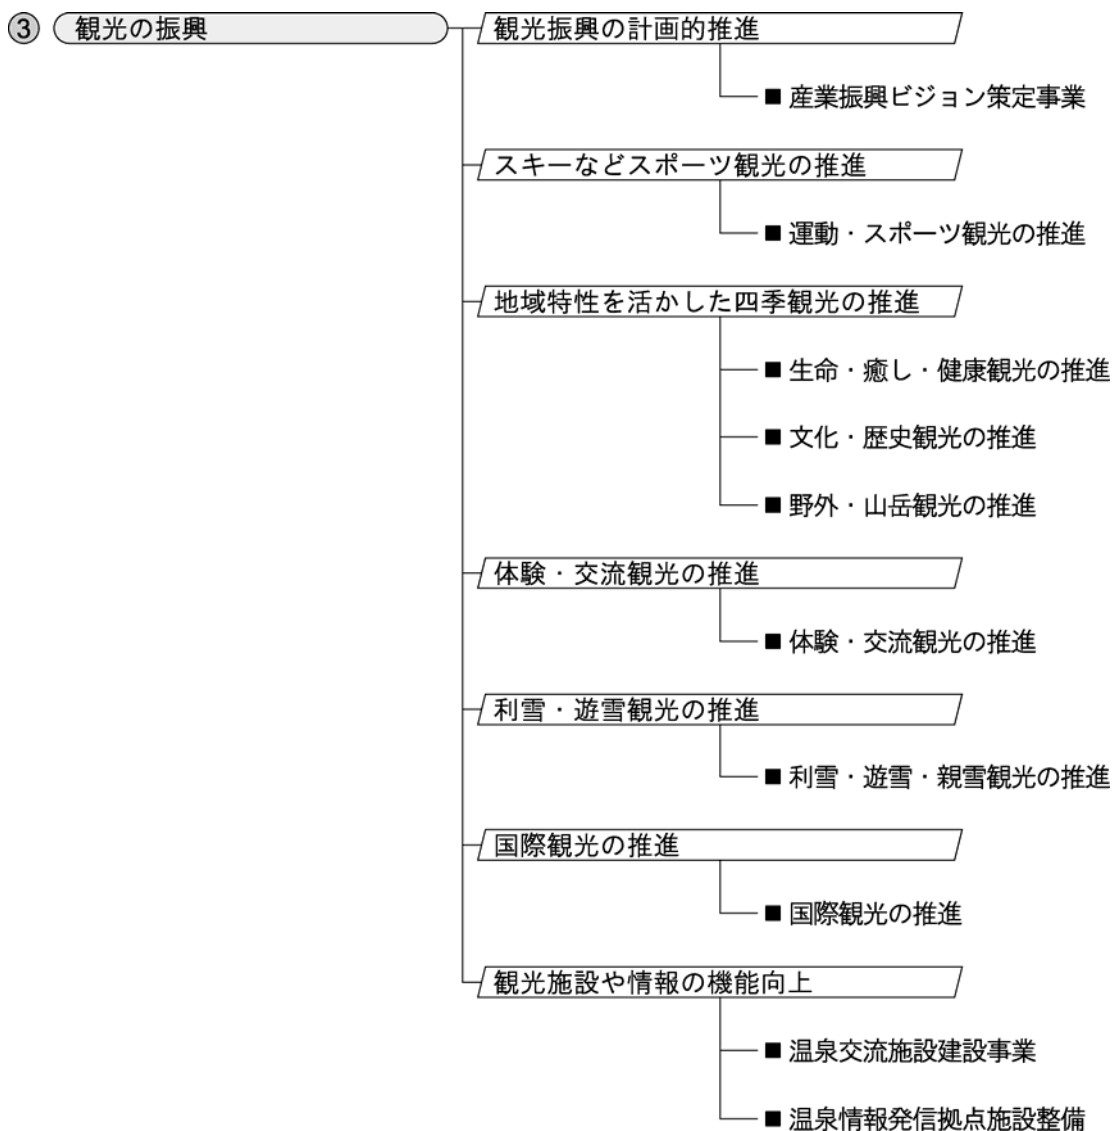 ③ 観光の振興
観光振興の計画的推進
■ 産業振興ビジョン策定事業
スキーなどスポーツ観光の推進
■ 運動・スポーツ観光の推進
地域特性を活かした四季観光の推進
■ 生命・癒し・健康観光の推進
■ 文化・歴史観光の推進
■ 野外・山岳観光の推進
体験・交流観光の推進
■ 体験・交流観光の推進
利雪・遊雪観光の推進
■ 利雪・遊雪・親雪観光の推進
国際観光の推進
■ 国際観光の推進
観光施設や情報の機能向上
■ 温泉交流施設建設事業
■ 温泉情報発信拠点施設整備